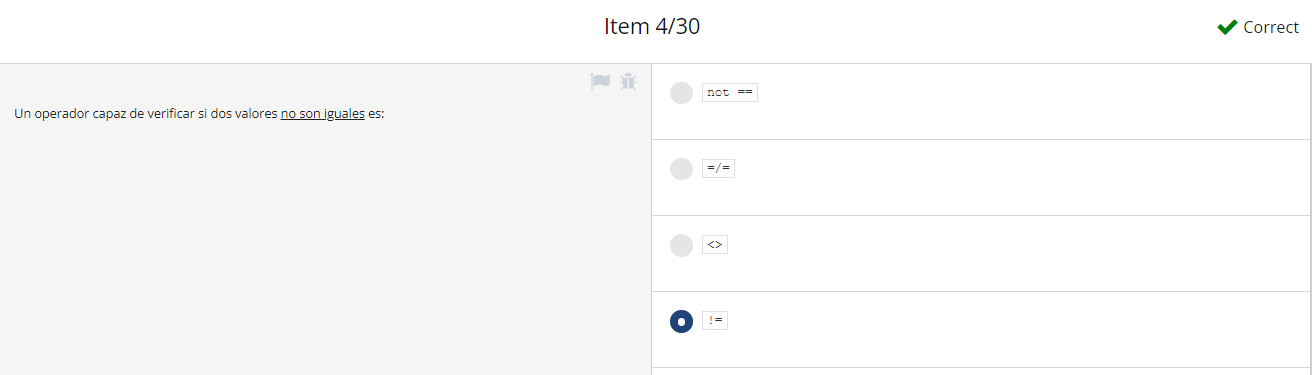 Item 4/30
Correct
Un operador capaz de verificar si dos valores no son iguales es:
not ==
=/=
<>
!=